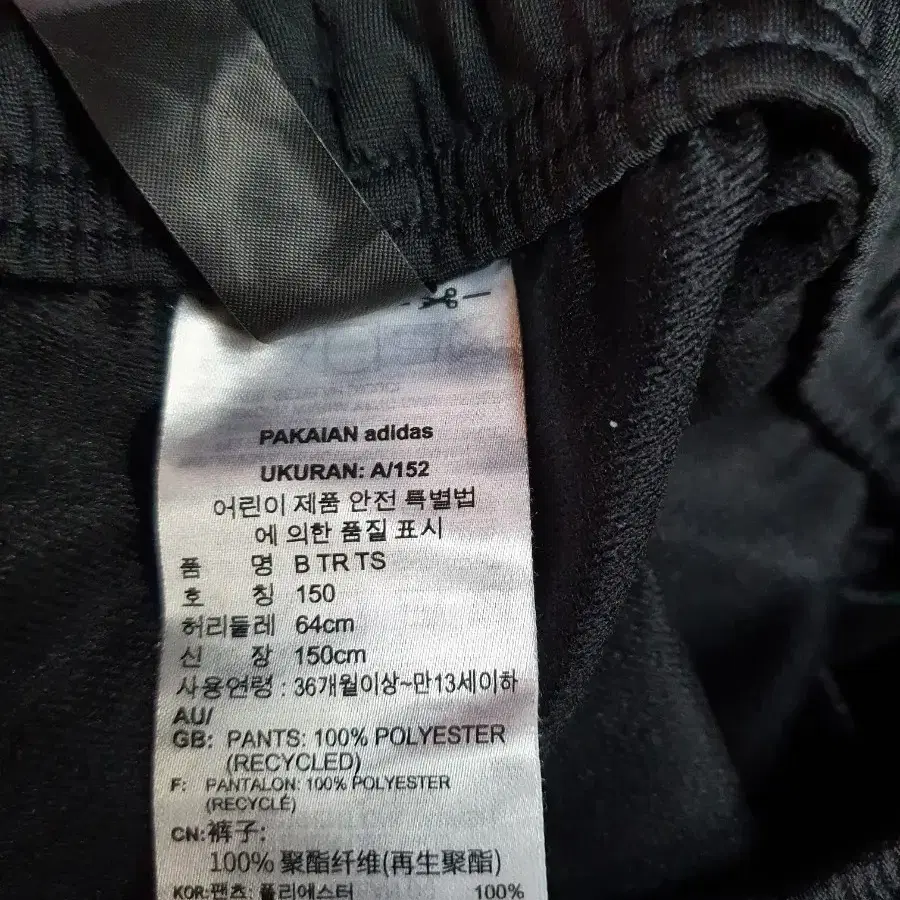 PAKAIAN adidas
UKURAN: A/152
어린이 제품 안전 특별법
에 의한 품질 표시
품 명 B TR TS
호 칭 150
허리둘레 64cm
신 장 150cm
사용연령 : 36개월이상~만13세이하
AU/
GB: PANTS: 100% POLYESTER
(RECYCLED)
F: PANTALON: 100% POLYESTER
(RECYCLÉ)
CN:裤子:
100% 聚酯纤维(再生聚酯)
KOR:팬츠: 폴리에스터 100%